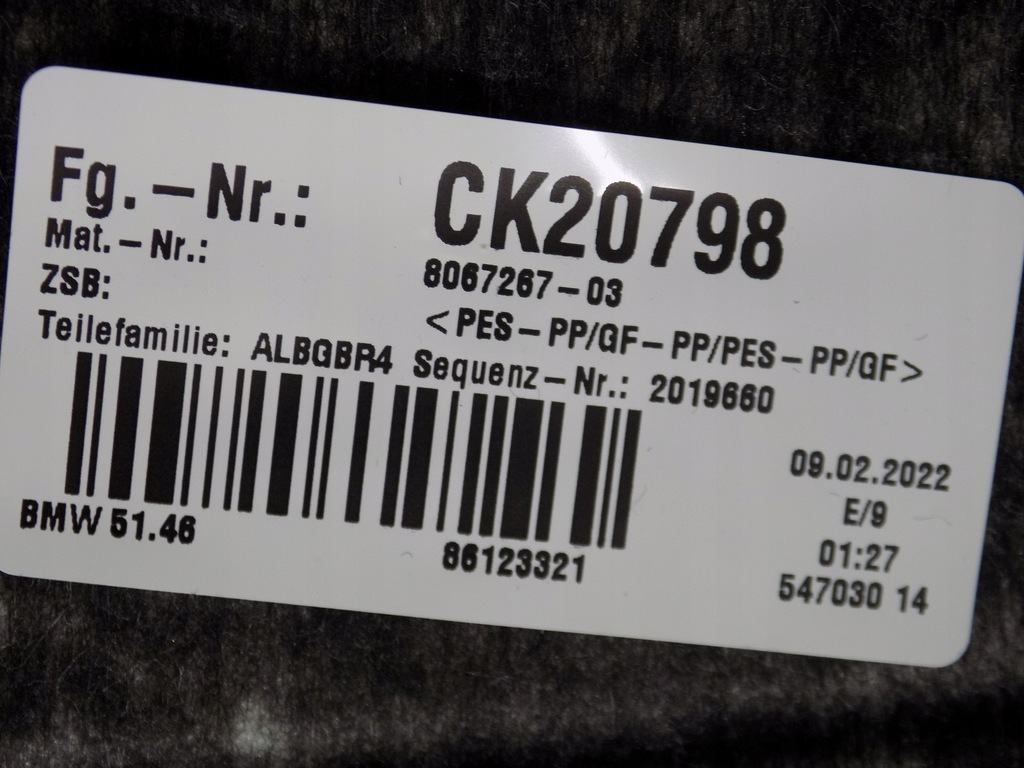 Fg.-Nr.: CK20798
Mat.-Nr.: 8067267-03
ZSB: <PES-PP/GF-PP/PES-PP/GF>
Teilefamilie: ALBGBR4 Sequenz-Nr.: 2019660
09.02.2022
E/9
BMW 51.46
86123321
01:27
547030 14